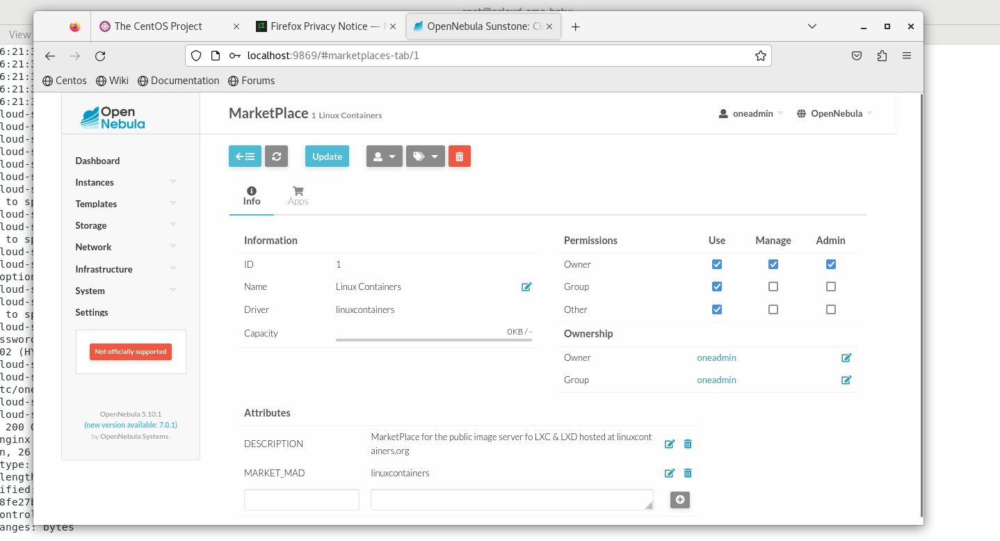 View
The CentOS Project
Firefox Privacy Notice —
OpenNebula Sunstone: Cl
localhost:9869/#marketplaces-tab/1
Centos
Wiki
Documentation
Forums
Open
Nebula
MarketPlace 1 Linux Containers
oneadmin
OpenNebula
Dashboard
Instances
Templates
Storage
Network
Infrastructure
System
Settings
Not officially supported
OpenNebula 5.10.1
(new version available: 7.0.1)
by OpenNebula Systems.
Update
Info
Apps
Information
ID 1
Name Linux Containers
Driver linuxcontainers
Capacity 0KB / -
Permissions Use Manage Admin
Owner
Group
Other
Ownership
Owner oneadmin
Group oneadmin
Attributes
DESCRIPTION MarketPlace for the public image server fo LXC & LXD hosted at linuxcont
ainers.org
MARKET_MAD linuxcontainers
6:21:3
6:21:3
6:21:3
6:21:3
6:21:3
loud-s
loud-s
loud-s
loud-s
loud-s
loud-s
loud-s
to sp
loud-s
loud-s
to sp
loud-s
loud-s
option
loud-s
loud-s
to sp
loud-s
ssword
02 (HY
loud-s
loud-s
tc/one
loud-s
loud-s
200 O
nginx
n, 26
type:
length
ified:
8fe27b
ontrol
anges: bytes